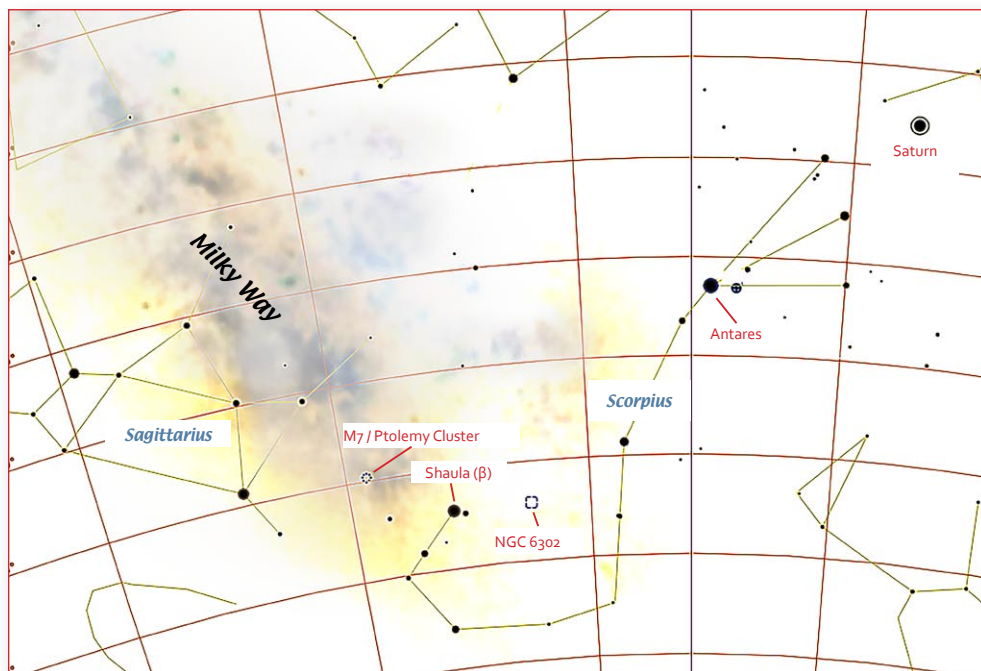 Saturn
Milky Way
Antares
Scorpius
Sagittarius
M7 / Ptolemy Cluster
Shaula (β)
NGC 6302